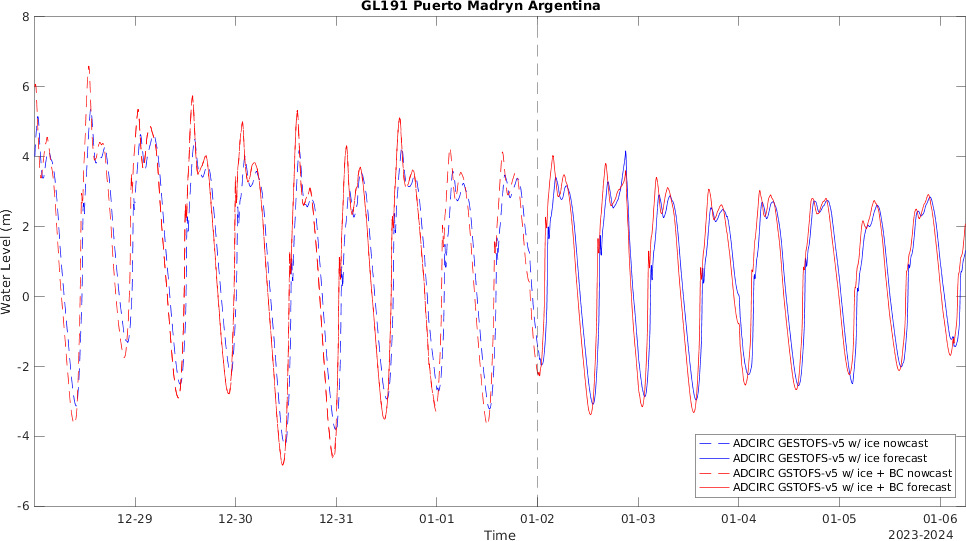 GL191 Puerto Madryn Argentina
8
6
4
2
0
-2
-4
-6
Water Level (m)
12-29
12-30
12-31
01-01
01-02
01-03
01-04
01-05
01-06
Time
2023-2024
ADCIRC GESTOFS-v5 w/ ice nowcast
ADCIRC GESTOFS-v5 w/ ice forecast
ADCIRC GSTOFS-v5 w/ ice + BC nowcast
ADCIRC GSTOFS-v5 w/ ice + BC forecast